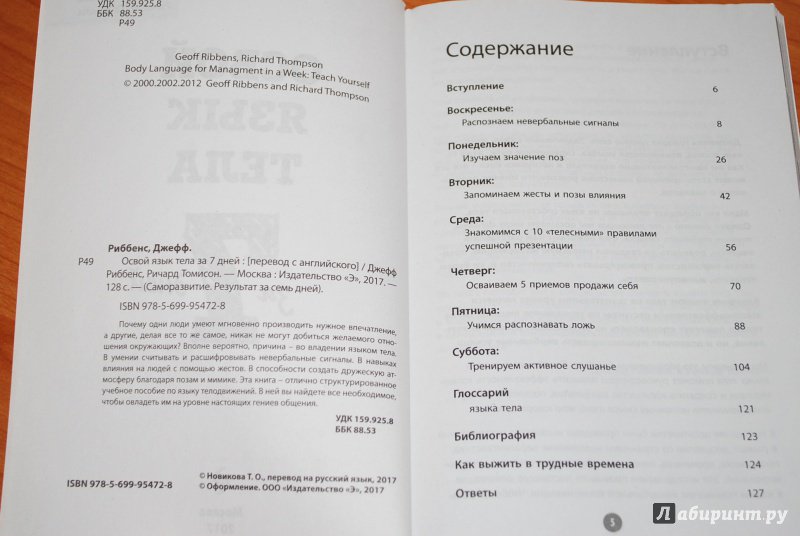 УДК 159.925.8
ББК 88.53
Р49
Geoff Ribbens, Richard Thompson
Body Language for Managment in a Week: Teach Yourself
© 2000.2002.2012 Geoff Ribbens and Richard Thompson
Риббенс, Джефф.
Р49 Освой язык тела за 7 дней : [перевод с английского] / Джефф
Риббенс, Ричард Томисон. — Москва : Издательство «Э», 2017. —
128 с. — (Саморазвитие. Результат за семь дней).
ISBN 978-5-699-95472-8
Почему одни люди умеют мгновенно производить нужное впечатление,
а другие, делая все то же самое, никак не могут добиться желаемого отно-
шения окружающих? Вполне вероятно, причина – во владении языком тела.
В умении считывать и расшифровывать невербальные сигналы. В навыках
влияния на людей с помощью жестов. В способности создать дружескую ат-
мосферу благодаря позам и мимике. Эта книга – отлично структурированное
учебное пособие по языку телодвижений. В ней вы найдете все необходимое,
чтобы овладеть им на уровне настоящих гениев общения.
УДК 159.925.8
ББК 88.53
© Новикова Т. О., перевод на русский язык, 2017
ISBN 978-5-699-95472-8 © Оформление. ООО «Издательство «Э», 2017
Содержание
Вступление 6
Воскресенье:
Распознаем невербальные сигналы 8
Понедельник:
Изучаем значение поз 26
Вторник:
Запоминаем жесты и позы влияния 42
Среда:
Знакомимся с 10 «телесными» правилами
успешной презентации 56
Четверг:
Осваиваем 5 приемов продажи себя 70
Пятница:
Учимся распознавать ложь 88
Суббота:
Тренируем активное слушанье 104
Глоссарий
языка тела 121
Библиография 123
Как выжить в трудные времена 124
Ответы 127
5
Лабиринт.ру